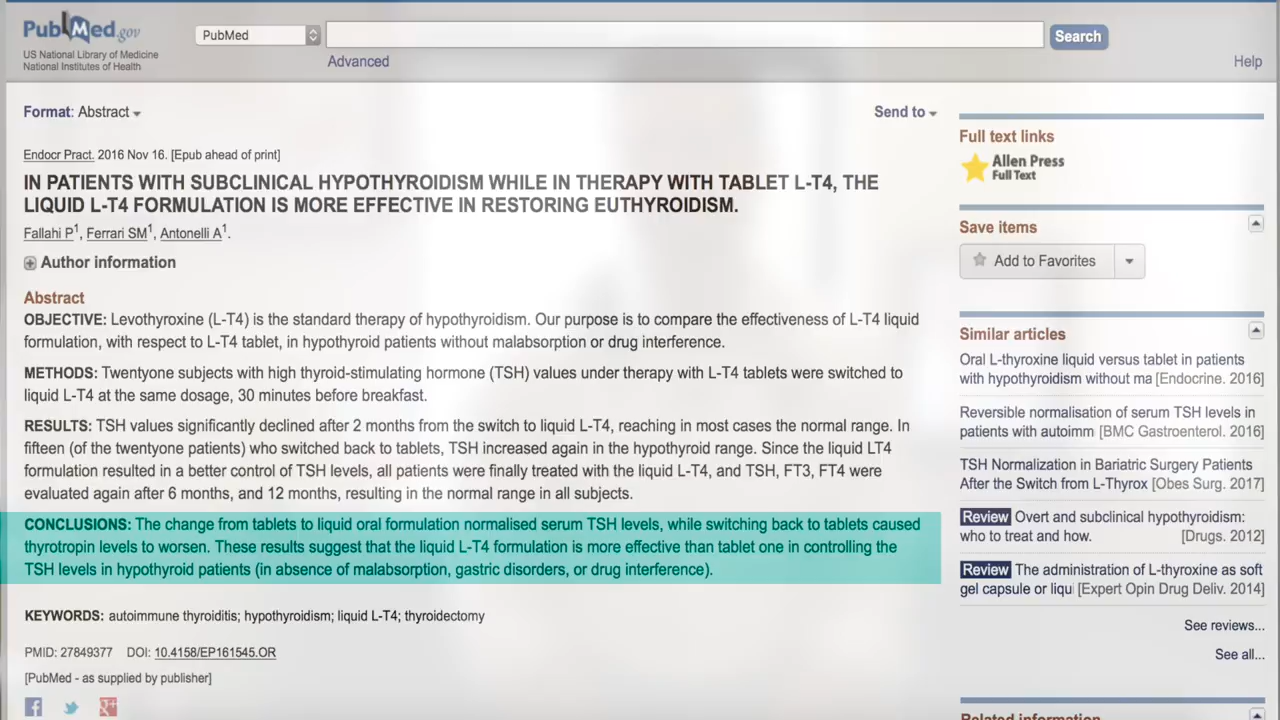 PubMed.gov
US National Library of Medicine
National Institutes of Health
PubMed
Search
Advanced
Help
Format: Abstract
Send to
Endocr Pract. 2016 Nov 16. [Epub ahead of print]
IN PATIENTS WITH SUBCLINICAL HYPOTHYROIDISM WHILE IN THERAPY WITH TABLET L-T4, THE
LIQUID L-T4 FORMULATION IS MORE EFFECTIVE IN RESTORING EUTHYROIDISM.
Fallahi P1, Ferrari SM1, Antonelli A1.
Author information
Abstract
OBJECTIVE: Levothyroxine (L-T4) is the standard therapy of hypothyroidism. Our purpose is to compare the effectiveness of L-T4 liquid
formulation, with respect to L-T4 tablet, in hypothyroid patients without malabsorption or drug interference.
METHODS: Twentyone subjects with high thyroid-stimulating hormone (TSH) values under therapy with L-T4 tablets were switched to
liquid L-T4 at the same dosage, 30 minutes before breakfast.
RESULTS: TSH values significantly declined after 2 months from the switch to liquid L-T4, reaching in most cases the normal range. In
fifteen (of the twentyone patients) who switched back to tablets, TSH increased again in the hypothyroid range. Since the liquid LT4
formulation resulted in a better control of TSH levels, all patients were finally treated with the liquid L-T4, and TSH, FT3, FT4 were
evaluated again after 6 months, and 12 months, resulting in the normal range in all subjects.
CONCLUSIONS: The change from tablets to liquid oral formulation normalised serum TSH levels, while switching back to tablets caused
thyrotropin levels to worsen. These results suggest that the liquid L-T4 formulation is more effective than tablet one in controlling the
TSH levels in hypothyroid patients (in absence of malabsorption, gastric disorders, or drug interference).
KEYWORDS: autoimmune thyroiditis; hypothyroidism; liquid L-T4; thyroidectomy
PMID: 27849377 DOI: 10.4158/EP161545.OR
[PubMed - as supplied by publisher]
Full text links
Allen Press
Full Text
Save items
Add to Favorites
Similar articles
Oral L-thyroxine liquid versus tablet in patients
with hypothyroidism without ma [Endocrine. 2016]
Reversible normalisation of serum TSH levels in
patients with autoimm [BMC Gastroenterol. 2016]
TSH Normalization in Bariatric Surgery Patients
After the Switch from L-Thyrox [Obes Surg. 2017]
Review Overt and subclinical hypothyroidism:
who to treat and how. [Drugs. 2012]
Review The administration of L-thyroxine as soft
gel capsule or liqu [Expert Opin Drug Deliv. 2014]
See reviews...
See all...
Related information